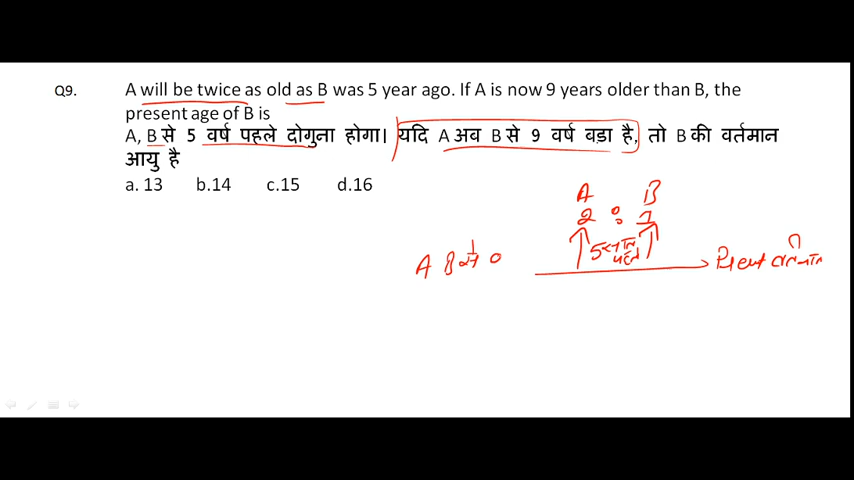 Q9. A will be twice as old as B was 5 year ago. If A is now 9 years older than B, the
present age of B is
A, B से 5 वर्ष पहले दोगुना होगा। यदि A अब B से 9 वर्ष बड़ा है, तो B की वर्तमान
आयु है
a. 13 b.14 c.15 d.16
A B
2 : 1
A B से